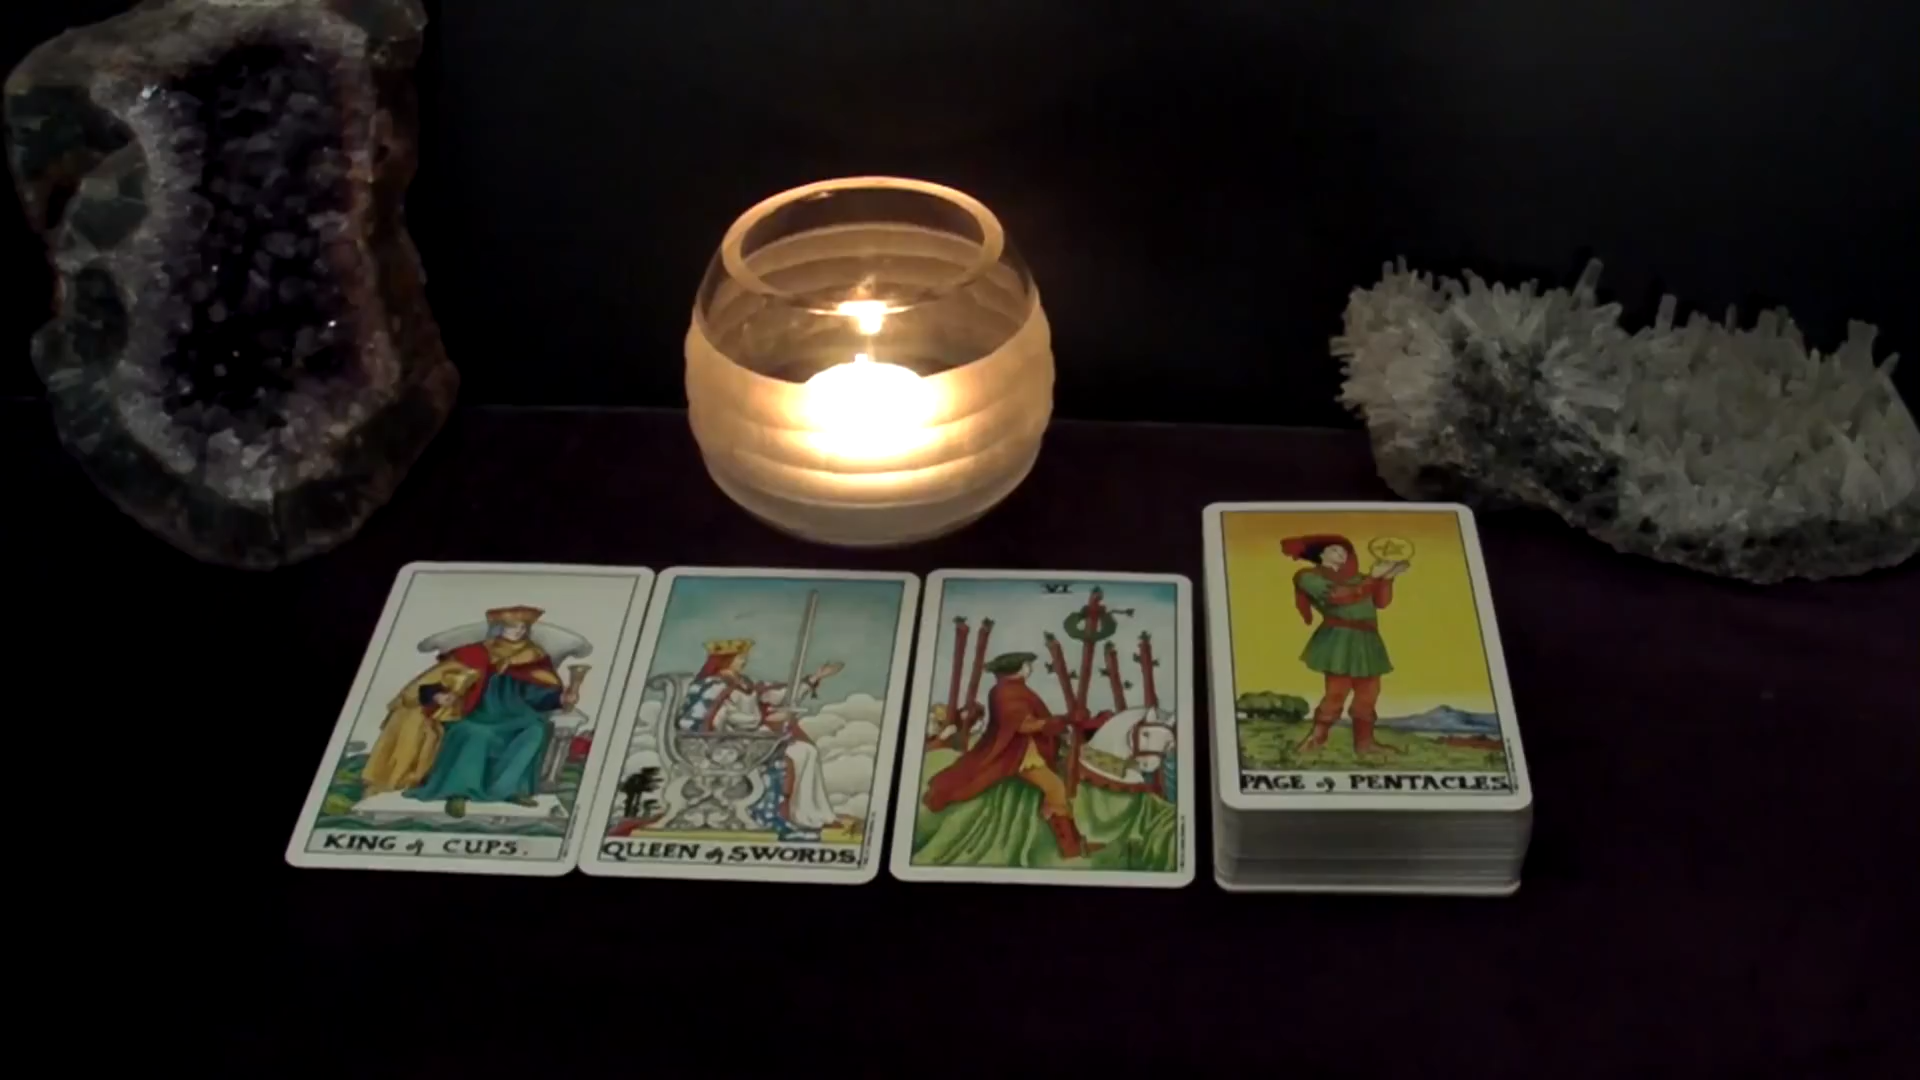 KING of CUPS.
QUEEN of SWORDS.
VI
PAGE of PENTACLES